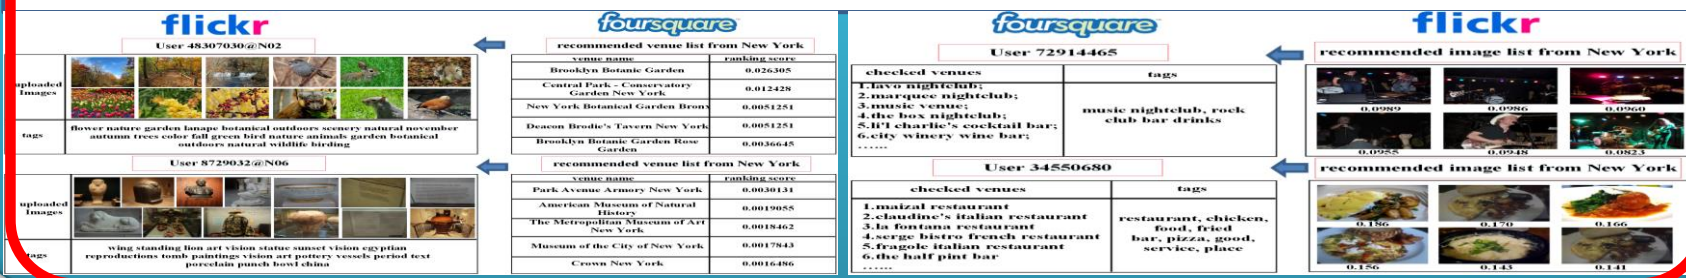 flickr
User 48307030@N02
uploaded Images
tags
flower nature garden lanape botanical outdoors scenery natural november
autumn trees color fall green bird nature animals garden botanical
outdoors natural wildlife birding
User 8729032@N06
uploaded Images
tags
wing standing lion art vision statue sunset vision egyptian
reproductions tomb paintings vision art pottery vessels period text
porcelain punch bowl china
foursquare
recommended venue list from New York
venue name ranking score
Brooklyn Botanic Garden 0.026305
Central Park - Conservatory Garden New York 0.012428
New York Botanical Garden Bronx 0.0051251
Deacon Brodie's Tavern New York 0.0051251
Brooklyn Botanic Garden Rose Garden 0.0036645
recommended venue list from New York
venue name ranking score
Park Avenue Armory New York 0.0030131
American Museum of Natural History 0.0019055
The Metropolitan Museum of Art New York 0.0018462
Museum of the City of New York 0.0017843
Crown New York 0.0016486
foursquare
User 72914465
checked venues tags
1.lavo nightclub;
2.marquee nightclub;
3.music venue;
4.the box nightclub;
5.li'l charlie's cocktail bar;
6.city winery wine bar;
......
music nightclub, rock
club bar drinks
User 34550680
checked venues tags
1.maizal restaurant
2.claudine's italian restaurant
3.la fontana restaurant
4.serge bistro french restaurant
5.fragole italian restaurant
6.the half pint bar
......
restaurant, chicken,
food, fried
bar, pizza, good,
service, place
flickr
recommended image list from New York
0.0989 0.0986 0.0960
0.0955 0.0948 0.0823
recommended image list from New York
0.186 0.170 0.166
0.156 0.143 0.141